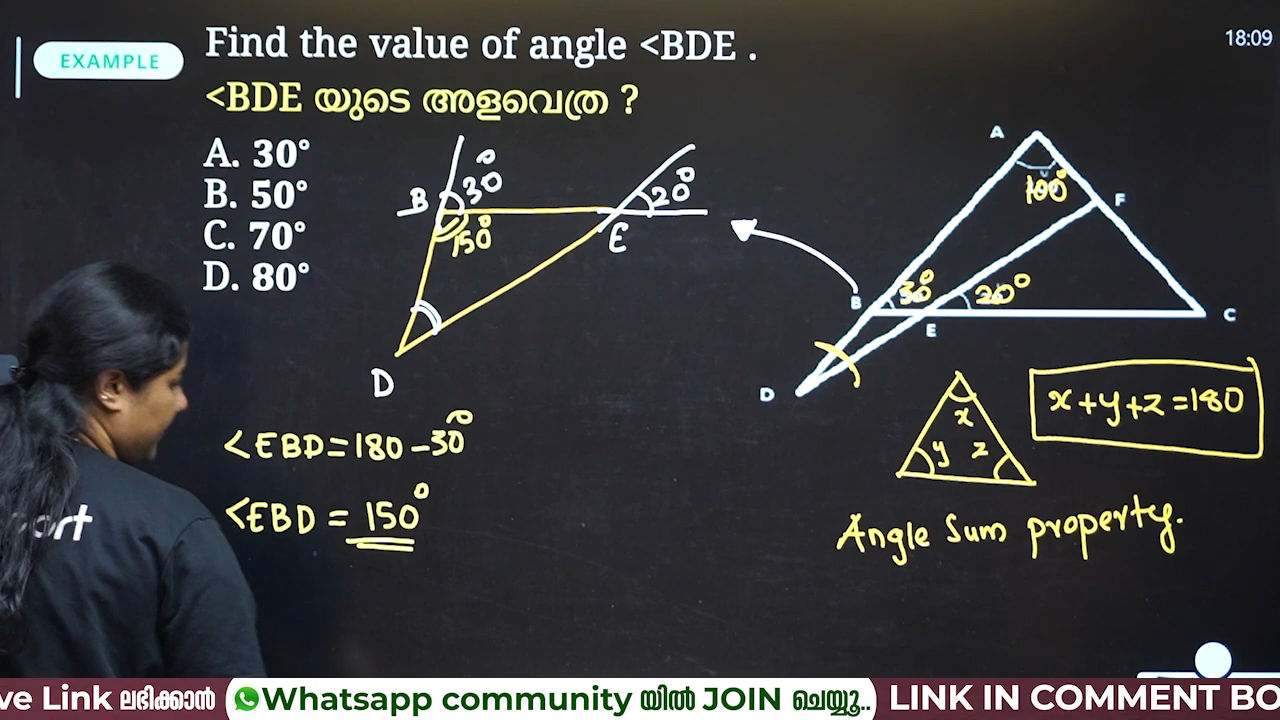 EXAMPLE
Find the value of angle <BDE .
18:09
<BDE യുടെ അളവെത്ര ?
A. 30°
B. 50°
C. 70°
D. 80°
B 30°
20°
150°
E
D
A
100°
F
B 30° 20°
E
C
D
x
y z
x+y+z=180
Angle Sum property.
<EBD=180-30°
<EBD = 150°
ort
ve Link ലഭിക്കാൻ
Whatsapp community യിൽ JOIN ചെയ്യൂ..
LINK IN COMMENT BO